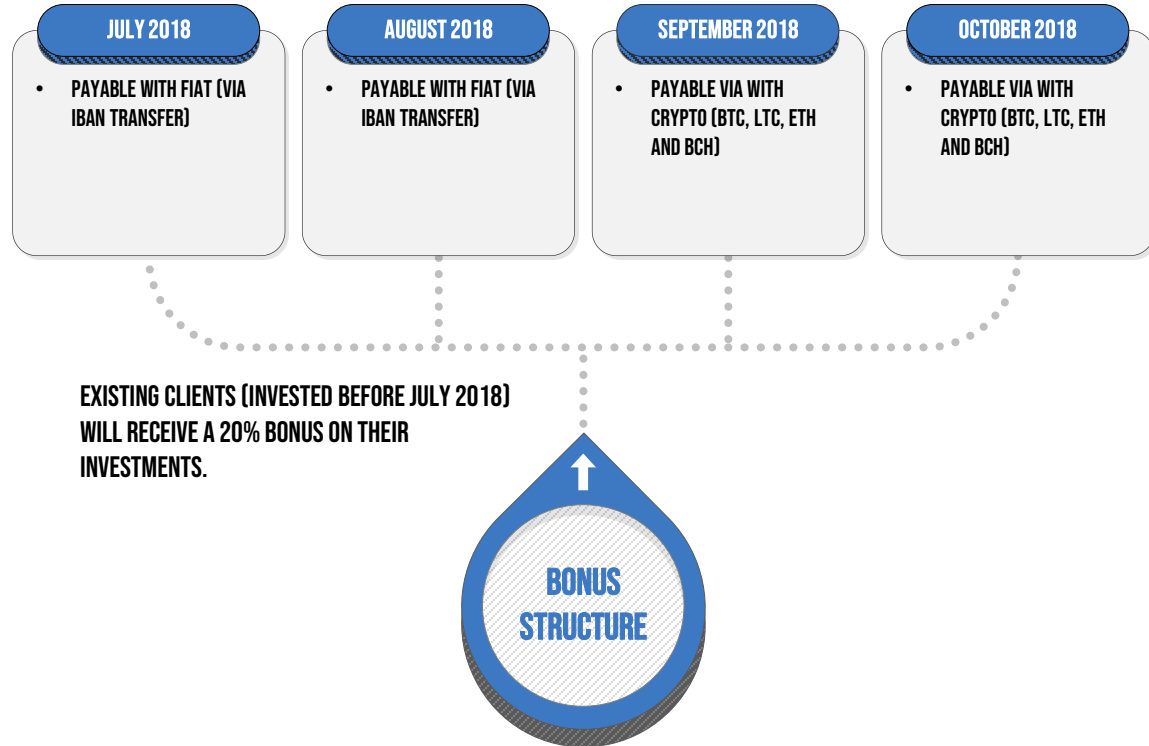 JULY 2018
• PAYABLE WITH FIAT (VIA
IBAN TRANSFER)
AUGUST 2018
• PAYABLE WITH FIAT (VIA
IBAN TRANSFER)
SEPTEMBER 2018
• PAYABLE VIA WITH
CRYPTO (BTC, LTC, ETH
AND BCH)
OCTOBER 2018
• PAYABLE VIA WITH
CRYPTO (BTC, LTC, ETH
AND BCH)
EXISTING CLIENTS (INVESTED BEFORE JULY 2018)
WILL RECEIVE A 20% BONUS ON THEIR
INVESTMENTS.
BONUS
STRUCTURE